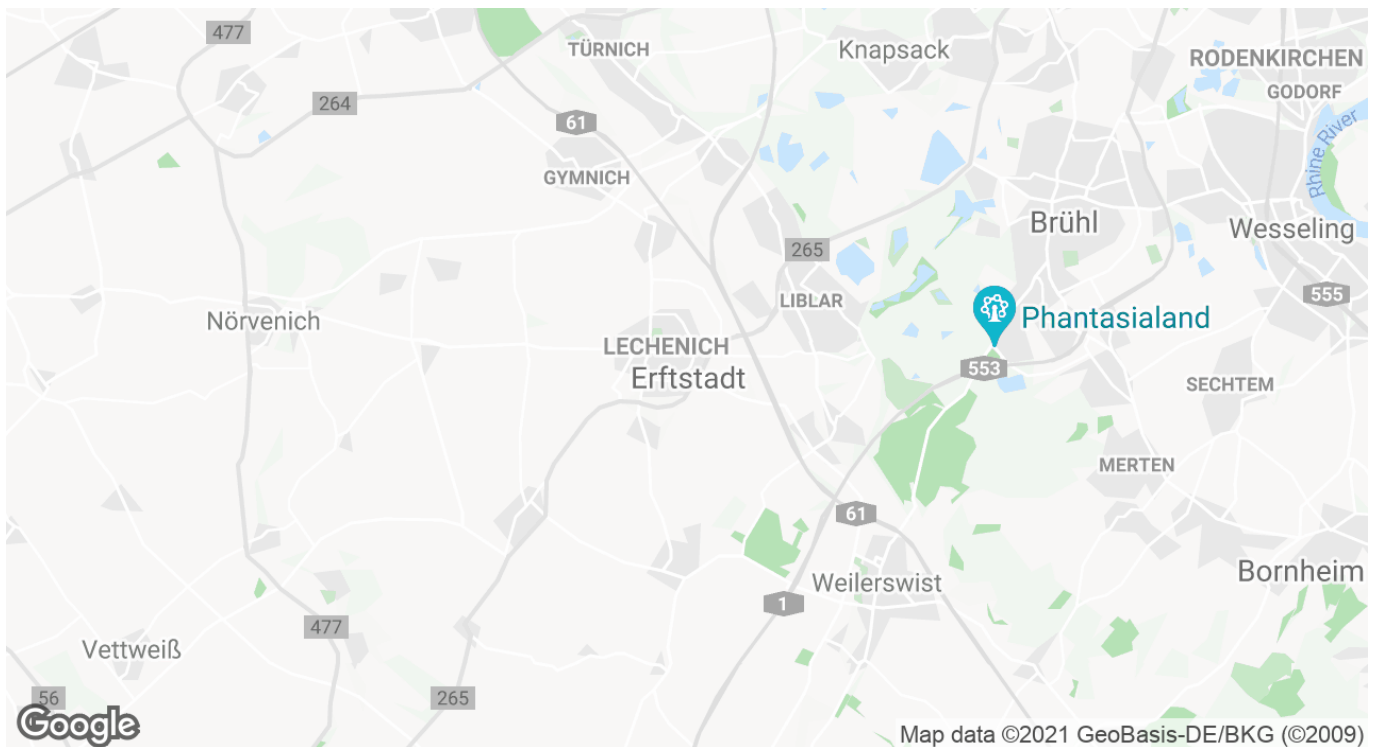 477
TÜRNICH
Knapsack
RODENKIRCHEN
GODORF
264
61
Rhine River
GYMNICH
Brühl
Wesseling
265
LIBLAR
555
Nörvenich
Phantasialand
LECHENICH
Erftstadt
553
SECHTEM
MERTEN
61
Weilerswist
Bornheim
1
477
Vettweiß
56
265
Google
Map data ©2021 GeoBasis-DE/BKG (©2009)